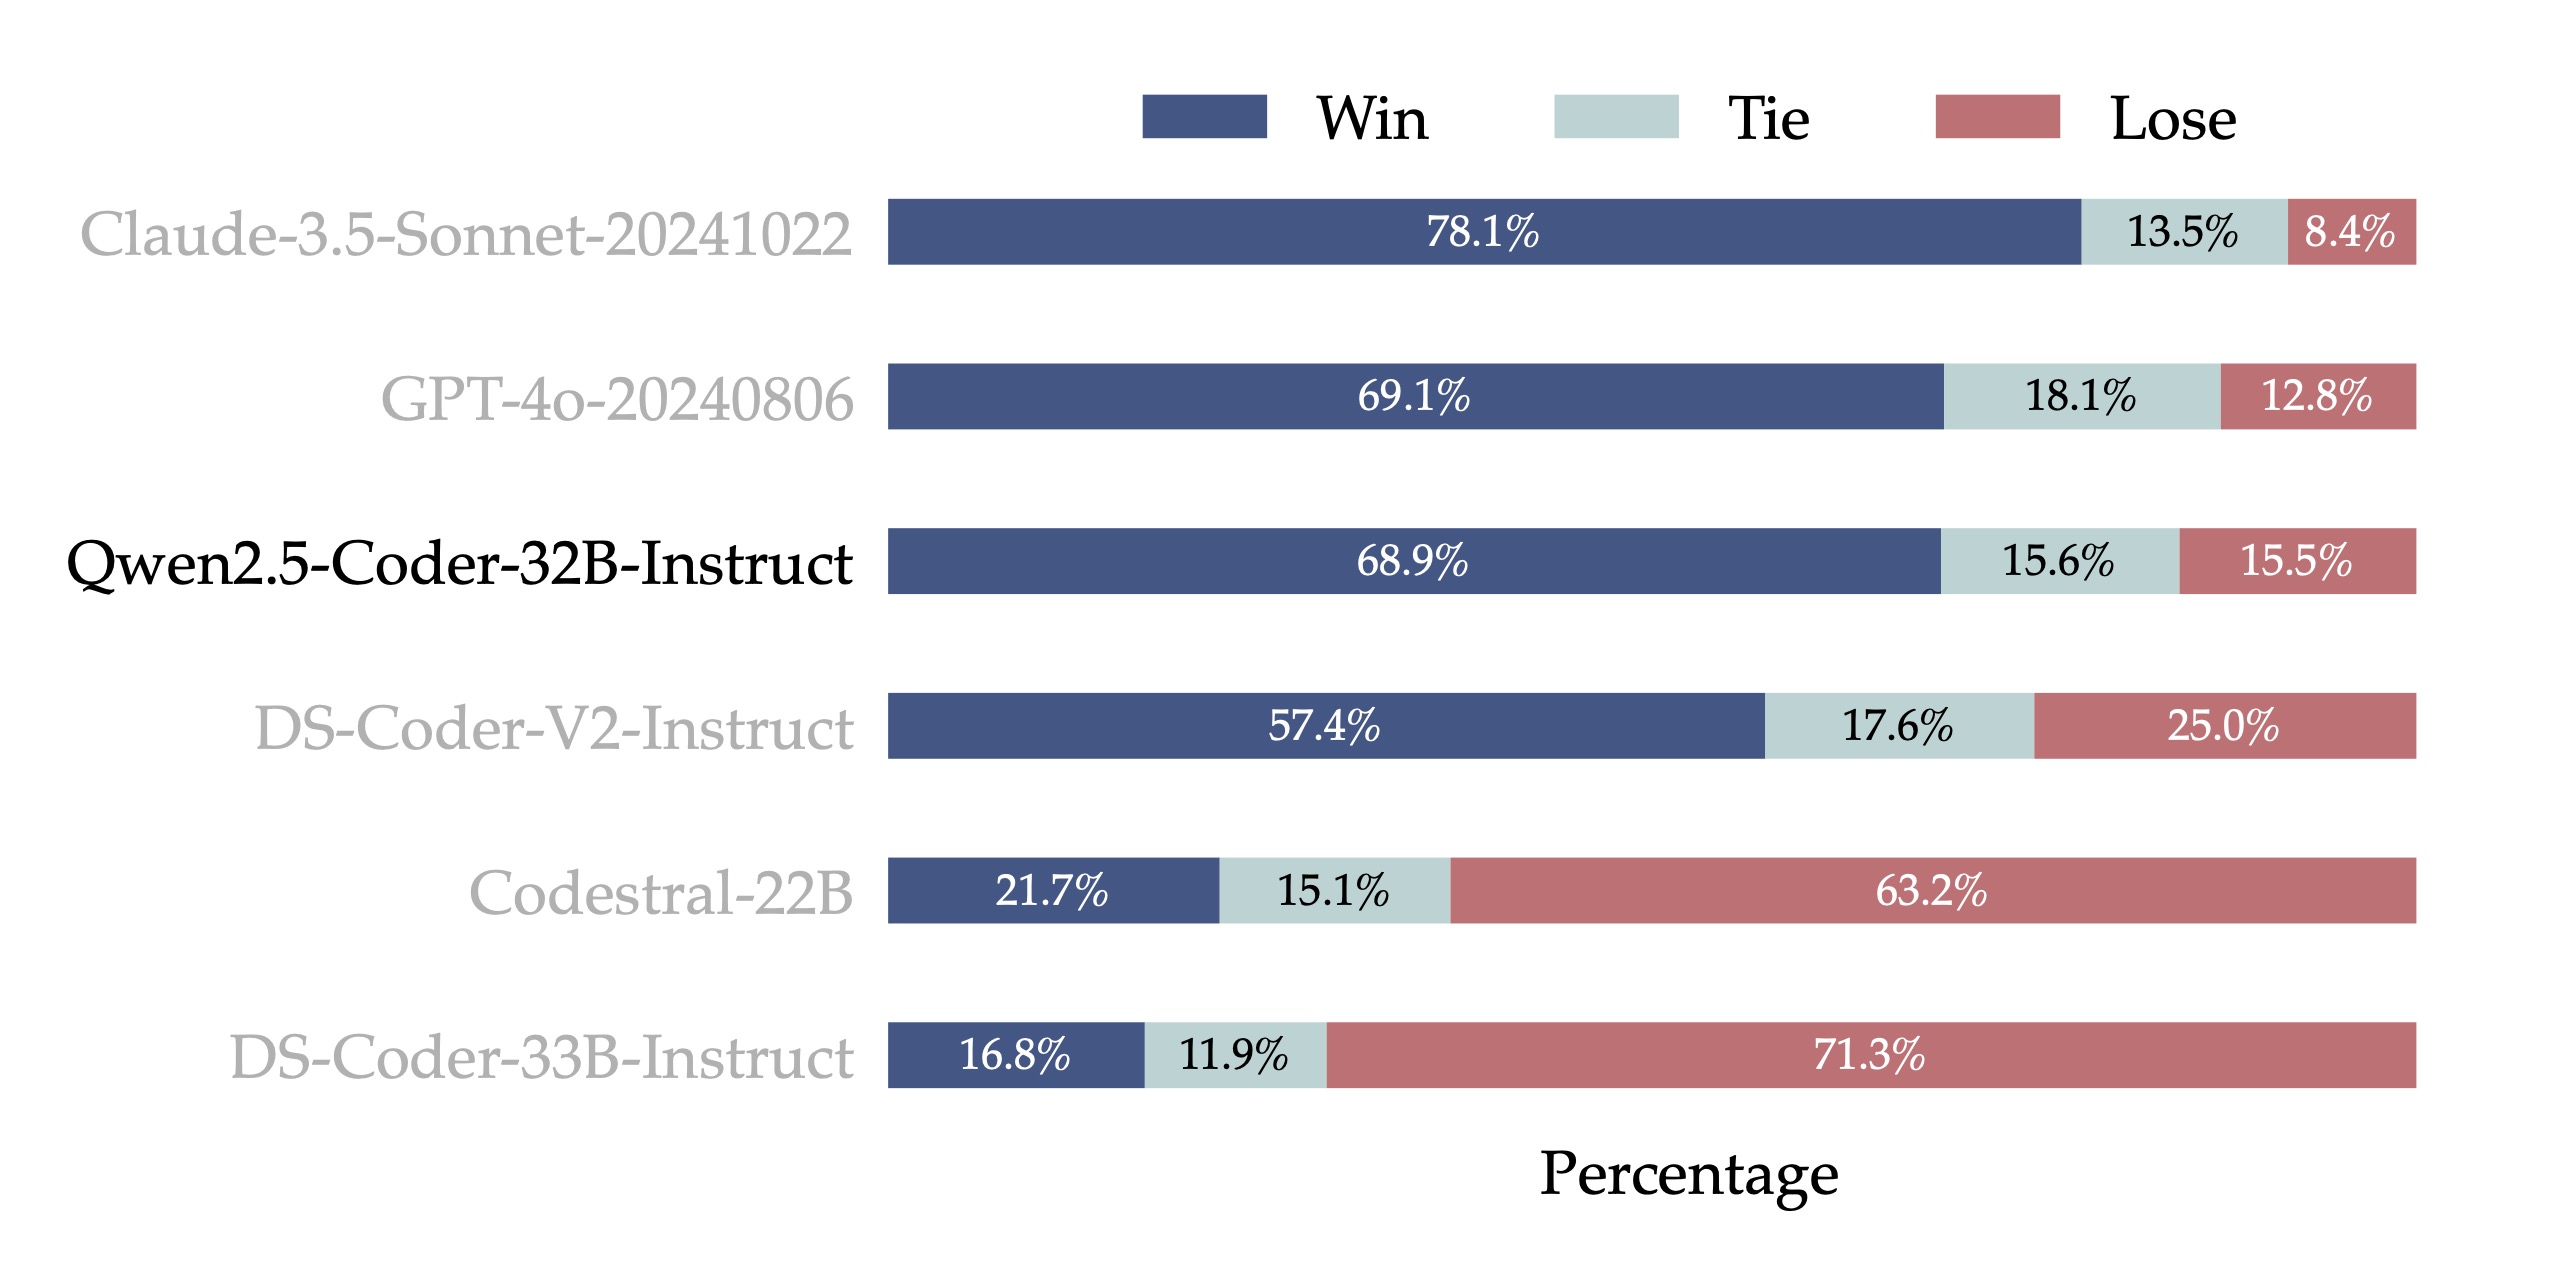 Win Tie Lose
Claude-3.5-Sonnet-20241022 78.1% 13.5% 8.4%
GPT-4o-20240806 69.1% 18.1% 12.8%
Qwen2.5-Coder-32B-Instruct 68.9% 15.6% 15.5%
DS-Coder-V2-Instruct 57.4% 17.6% 25.0%
Codestral-22B 21.7% 15.1% 63.2%
DS-Coder-33B-Instruct 16.8% 11.9% 71.3%
Percentage